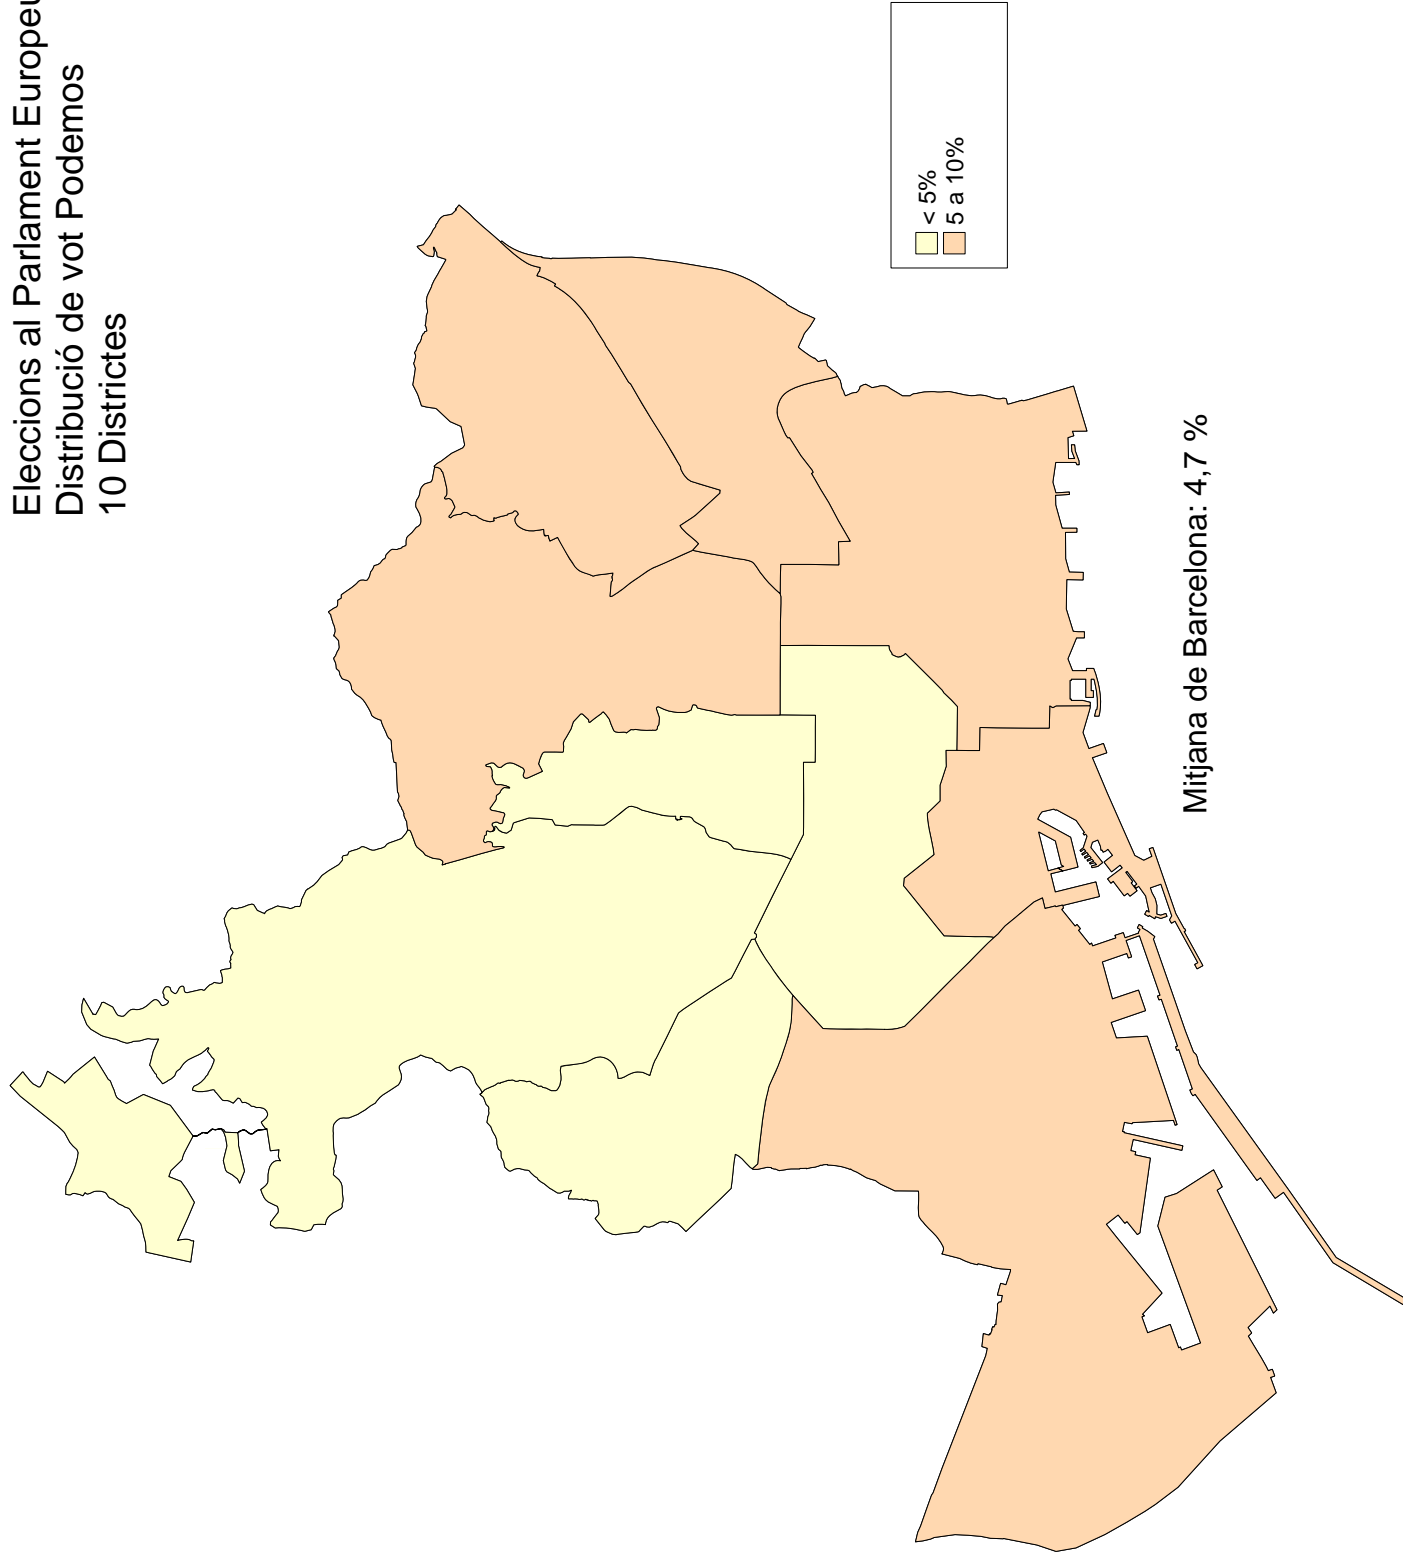 Eleccions al Parlament Europeu
Distribució de vot Podemos
10 Districtes
< 5%
5 a 10%
Mitjana de Barcelona: 4,7 %